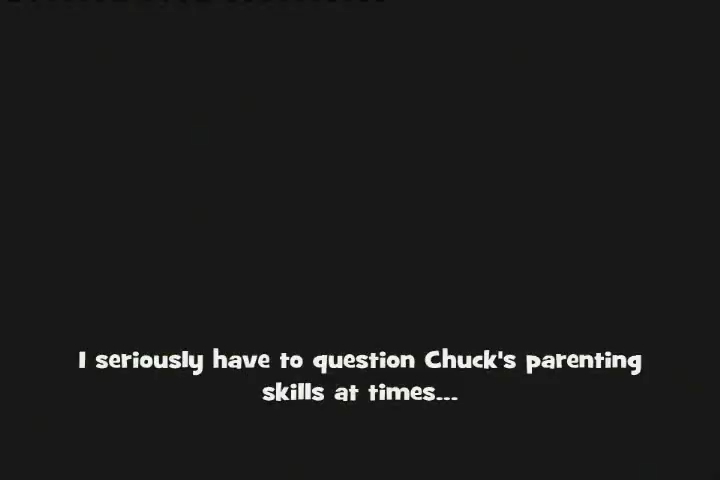 I seriously have to question Chuck's parenting
skills at times...